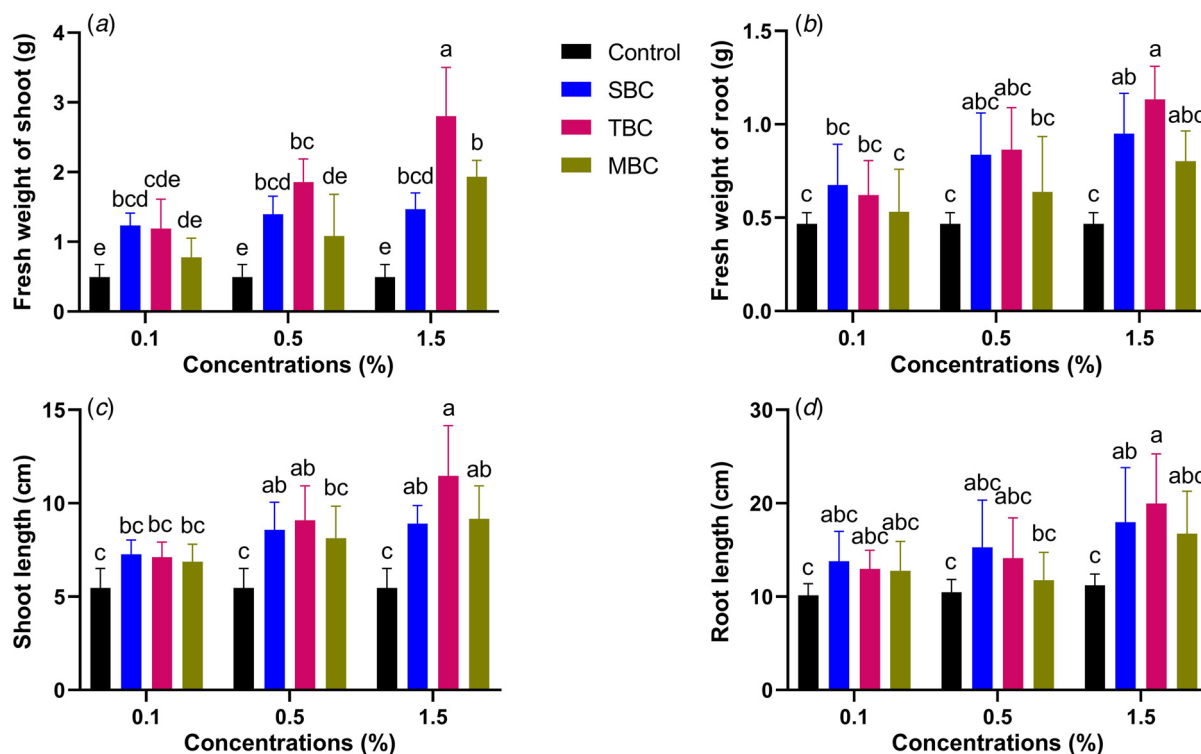 (a)
Fresh weight of shoot (g)
4
3
2
1
0
e
bcd
cde
de
e
bcd
bc
de
e
bcd
a
b
0.1
0.5
1.5
Concentrations (%)
Control
SBC
TBC
MBC
(b)
Fresh weight of root (g)
1.5
1.0
0.5
0.0
c
bc
bc
c
c
abc
abc
bc
c
ab
a
abc
0.1
0.5
1.5
Concentrations (%)
(c)
Shoot length (cm)
15
10
5
0
c
bc
bc
bc
c
ab
ab
bc
c
ab
a
ab
0.1
0.5
1.5
Concentrations (%)
(d)
Root length (cm)
30
20
10
0
c
abc
abc
abc
c
abc
abc
bc
c
ab
a
abc
0.1
0.5
1.5
Concentrations (%)